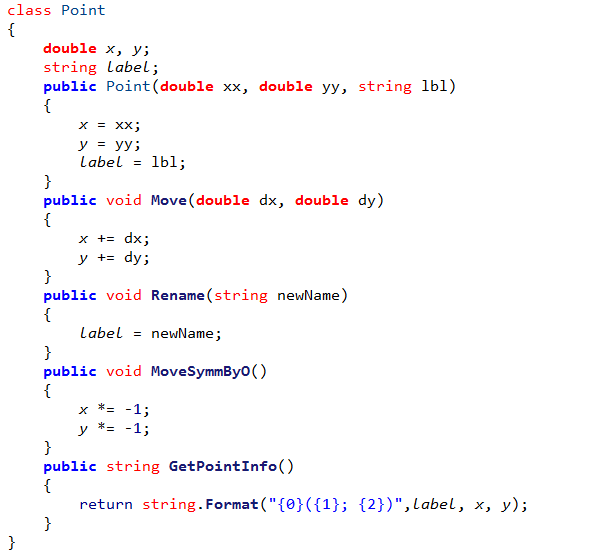 class Point
{
    double x, y;
    string label;
    public Point(double xx, double yy, string lbl)
    {
        x = xx;
        y = yy;
        label = lbl;
    }
    public void Move(double dx, double dy)
    {
        x += dx;
        y += dy;
    }
    public void Rename(string newName)
    {
        label = newName;
    }
    public void MoveSymmByO()
    {
        x *= -1;
        y *= -1;
    }
    public string GetPointInfo()
    {
        return string.Format("{0}({1}; {2})",label, x, y);
    }
}